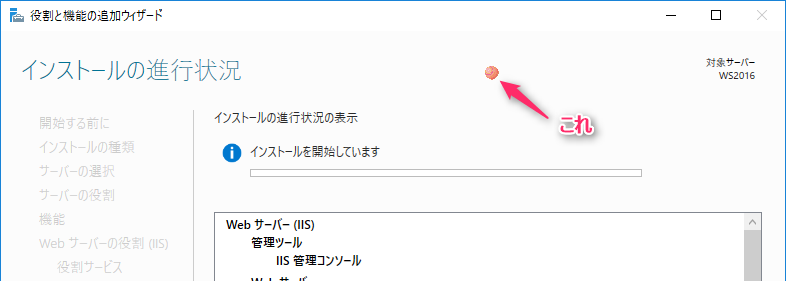 役割と機能の追加ウィザード
インストールの進行状況
対象サーバー
WS2016
これ
開始する前に
インストールの種類
サーバーの選択
サーバーの役割
機能
Web サーバーの役割 (IIS)
役割サービス
インストールの進行状況の表示
インストールを開始しています
Web サーバー (IIS)
管理ツール
IIS 管理コンソール
Web サーバー